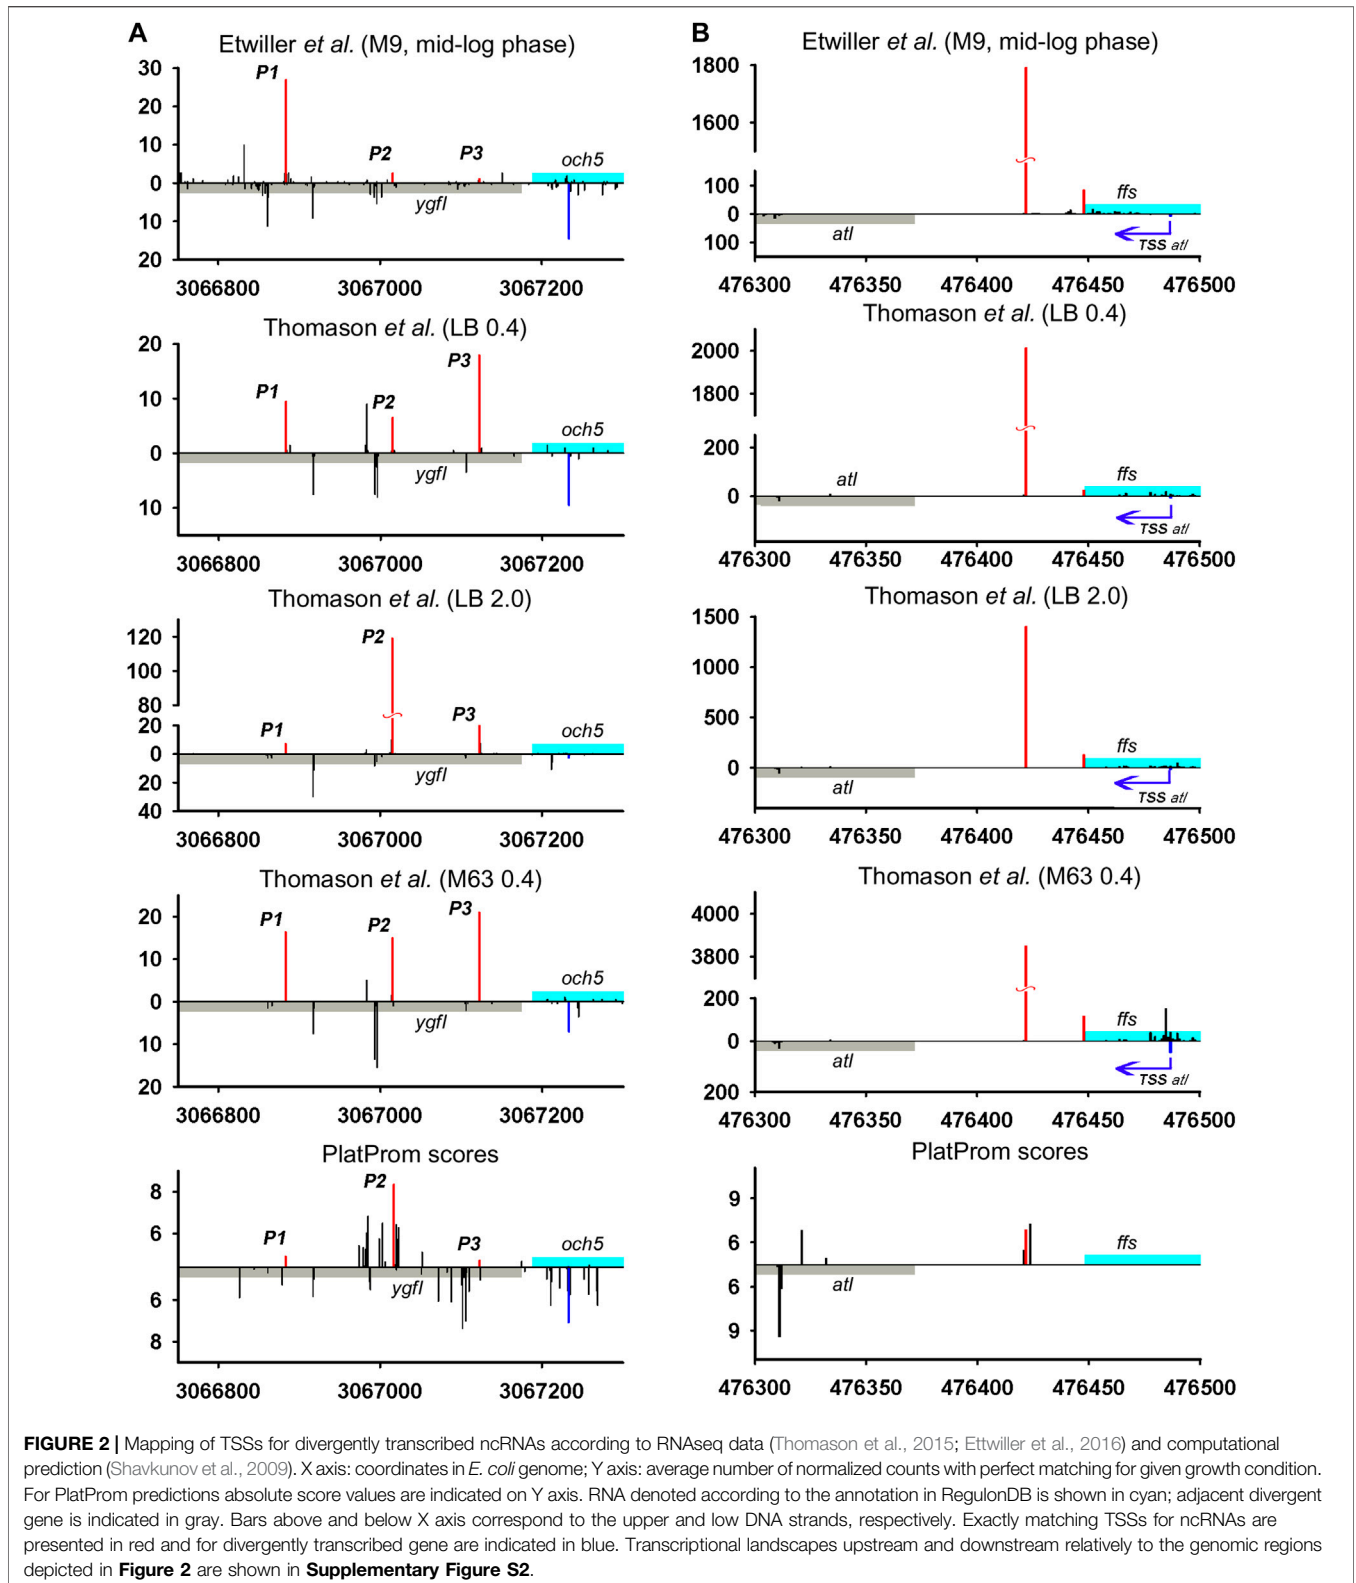 A
Etwiller et al. (M9, mid-log phase)
30
20
10
0
10
20
P1
P2
P3
och5
ygfI
3066800 3067000 3067200
Thomason et al. (LB 0.4)
20
10
0
10
P1
P2
P3
och5
ygfI
3066800 3067000 3067200
Thomason et al. (LB 2.0)
120
100
80
20
0
20
40
P1
P2
P3
och5
ygfI
3066800 3067000 3067200
Thomason et al. (M63 0.4)
20
10
0
10
20
P1
P2
P3
och5
ygfI
3066800 3067000 3067200
PlatProm scores
8
6
6
8
P1
P2
P3
och5
ygfI
3066800 3067000 3067200
B
Etwiller et al. (M9, mid-log phase)
1800
1600
100
0
100
atl
ffs
TSS atl
476300 476350 476400 476450 476500
Thomason et al. (LB 0.4)
2000
1800
200
0
atl
ffs
TSS atl
476300 476350 476400 476450 476500
Thomason et al. (LB 2.0)
1500
1000
500
0
atl
ffs
TSS atl
476300 476350 476400 476450 476500
Thomason et al. (M63 0.4)
4000
3800
200
0
200
atl
ffs
TSS atl
476300 476350 476400 476450 476500
PlatProm scores
9
6
6
9
atl
ffs
476300 476350 476400 476450 476500
FIGURE 2 | Mapping of TSSs for divergently transcribed ncRNAs according to RNAseq data (Thomason et al., 2015; Ettwiller et al., 2016) and computational
prediction (Shavkunov et al., 2009). X axis: coordinates in E. coli genome; Y axis: average number of normalized counts with perfect matching for given growth condition.
For PlatProm predictions absolute score values are indicated on Y axis. RNA denoted according to the annotation in RegulonDB is shown in cyan; adjacent divergent
gene is indicated in gray. Bars above and below X axis correspond to the upper and low DNA strands, respectively. Exactly matching TSSs for ncRNAs are
presented in red and for divergently transcribed gene are indicated in blue. Transcriptional landscapes upstream and downstream relatively to the genomic regions
depicted in Figure 2 are shown in Supplementary Figure S2.